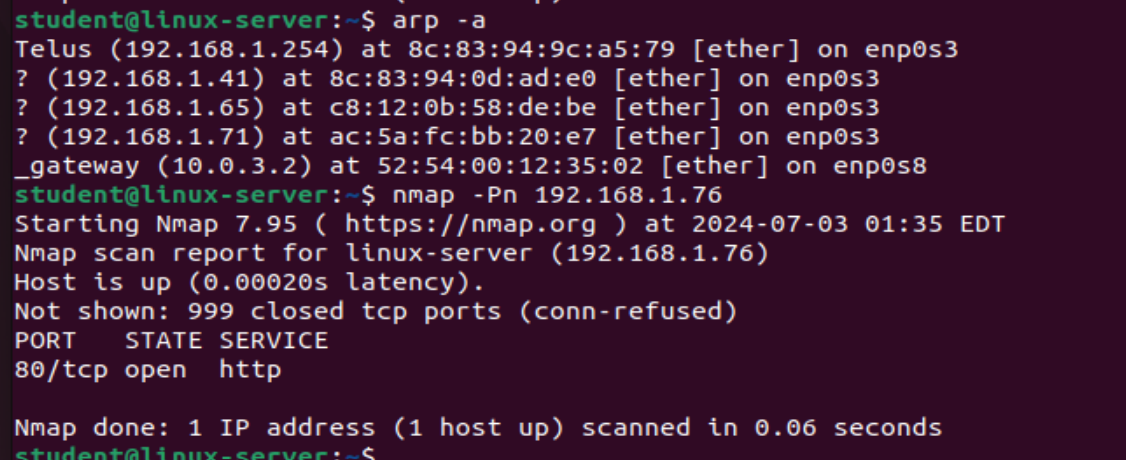 student@linux-server:~$ arp -a
Telus (192.168.1.254) at 8c:83:94:9c:a5:79 [ether] on enp0s3
? (192.168.1.41) at 8c:83:94:0d:ad:e0 [ether] on enp0s3
? (192.168.1.65) at c8:12:0b:58:de:be [ether] on enp0s3
? (192.168.1.71) at ac:5a:fc:bb:20:e7 [ether] on enp0s3
_gateway (10.0.3.2) at 52:54:00:12:35:02 [ether] on enp0s8
student@linux-server:~$ nmap -Pn 192.168.1.76
Starting Nmap 7.95 ( https://nmap.org ) at 2024-07-03 01:35 EDT
Nmap scan report for linux-server (192.168.1.76)
Host is up (0.00020s latency).
Not shown: 999 closed tcp ports (conn-refused)
PORT   STATE SERVICE
80/tcp open  http
Nmap done: 1 IP address (1 host up) scanned in 0.06 seconds
student@linux-server:~$